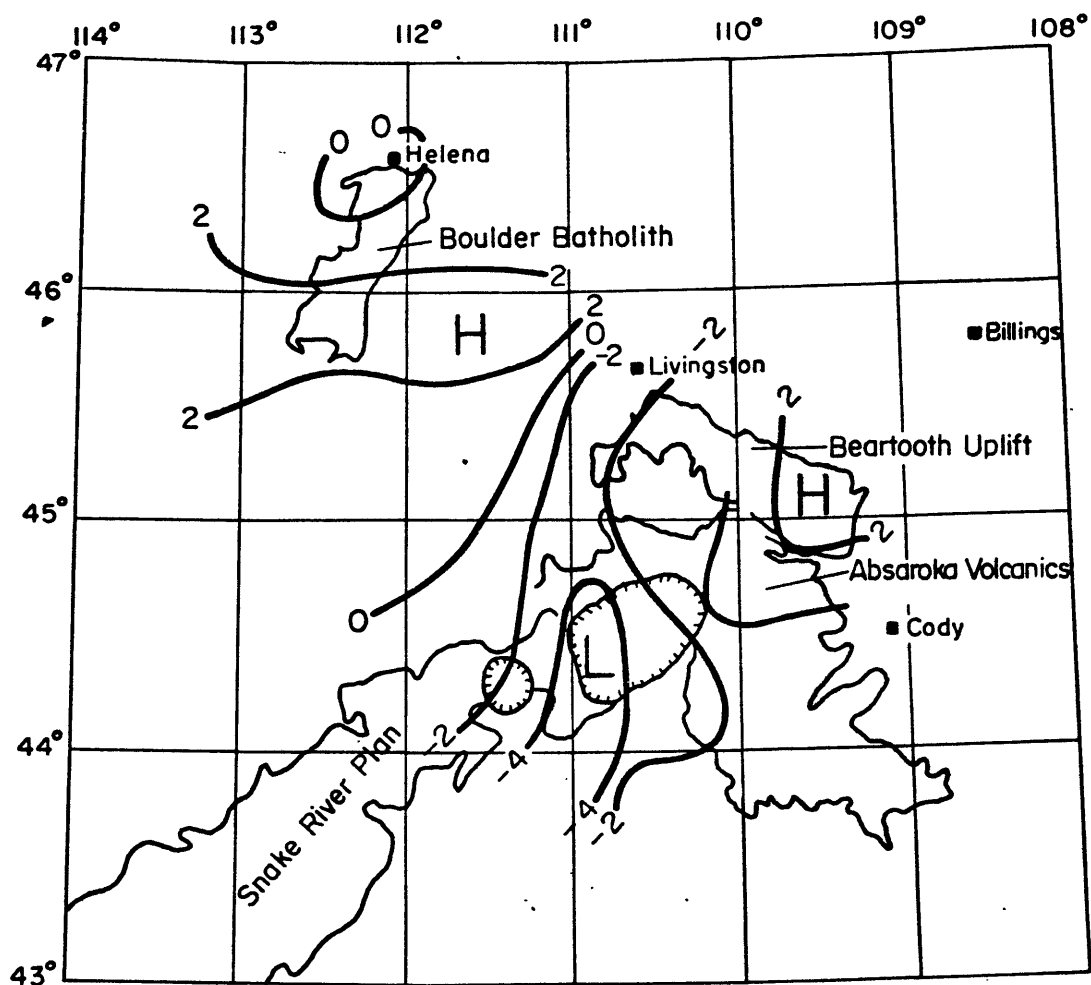 114° 113° 112° 111° 110° 109° 108°
47°
0 0
Helena
2
Boulder Batholith
46°
2
2
0
-2
-2
H
Billings
Livingston
2
2
Beartooth Uplift
H
45°
2
Absaroka Volcanics
0
Cody
L
44°
-2
-4
-4
-2
Snake River Plan
43°